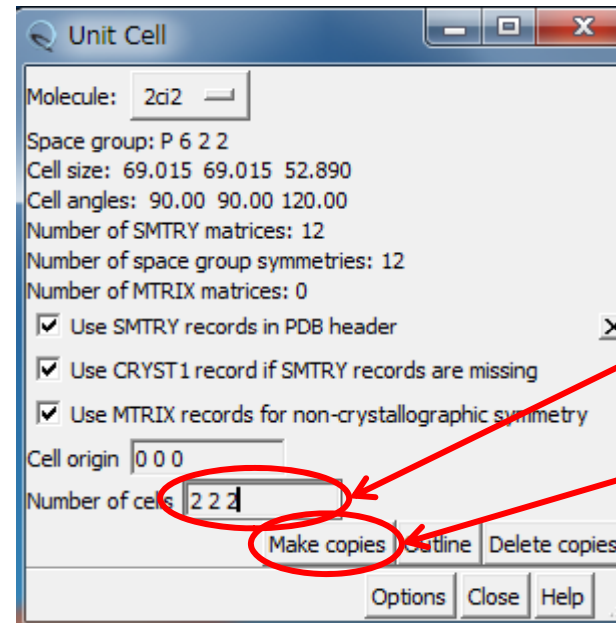 Unit Cell
Molecule: 2ci2
Space group: P 6 2 2
Cell size: 69.015 69.015 52.890
Cell angles: 90.00 90.00 120.00
Number of SMTRY matrices: 12
Number of space group symmetries: 12
Number of MTRIX matrices: 0
Use SMTRY records in PDB header
Use CRYST1 record if SMTRY records are missing
Use MTRIX records for non-crystallographic symmetry
Cell origin 0 0 0
Number of cells 2 2 2
Make copies Outline Delete copies
Options Close Help